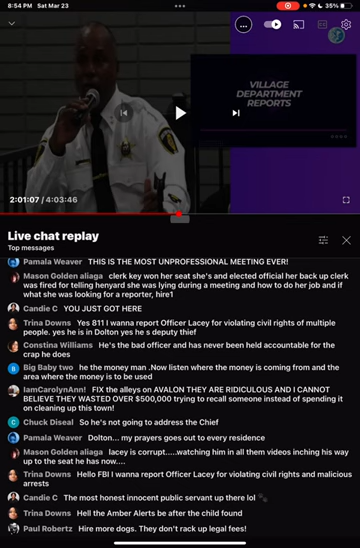 8:54 PM Sat Mar 23
35%
VILLAGE
DEPARTMENT
REPORTS
2:01:07 / 4:03:46
Live chat replay
Top messages
Pamala Weaver THIS IS THE MOST UNPROFESSIONAL MEETING EVER!
Mason Golden aliaga clerk key won her seat she's and elected official her back up clerk
was fired for telling henyard she was lying during a meeting and how to do her job and if
what she was looking for a reporter, hire1
Candie C YOU JUST GOT HERE
Trina Downs Yes 811 I wanna report Officer Lacey for violating civil rights of multiple
people. yes he is in Dolton yes he s deputy thief
Constina Williams He's the bad officer and has never been held accountable for the
crap he does
B Big Baby two he the money man .Now listen where the money is coming from and the
area where the money is to be used
IamCarolynAnn! FIX the alleys on AVALON THEY ARE RIDICULOUS AND I CANNOT
BELIEVE THEY WASTED OVER $500,000 trying to recall someone instead of spending it
on cleaning up this town!
C Chuck Diseal So he's not going to address the Chief
Pamala Weaver Dolton... my prayers goes out to every residence
Mason Golden aliaga lacey is corrupt.....watching him in all them videos inching his way
up to the seat he has now....
Trina Downs Hello FBI I wanna report Officer Lacey for violating civil rights and malicious
arrests
Candie C The most honest innocent public servant up there lol
Trina Downs Hell the Amber Alerts be after the child found
Paul Robertz Hire more dogs. They don't rack up legal fees!